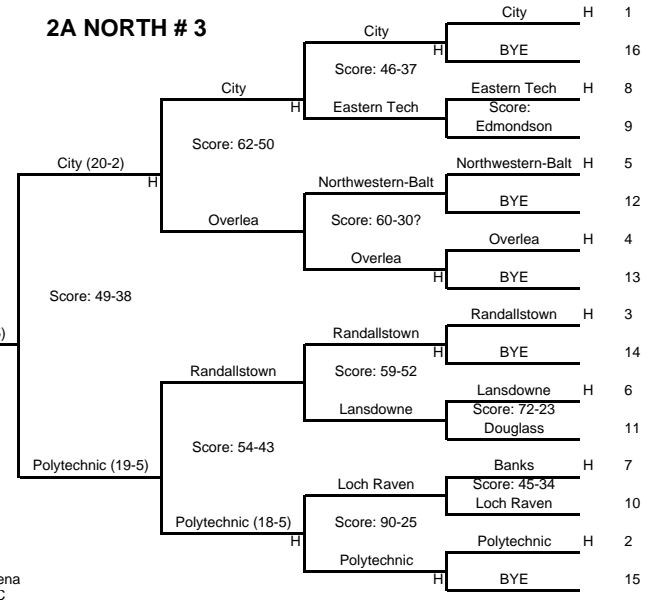 2A NORTH # 3
City H 1
City
H
BYE 16
Score: 46-37
City
H
Eastern Tech H 8
Eastern Tech
Score:
Edmondson 9
Score: 62-50
City (20-2)
H
Northwestern-Balt H 5
Northwestern-Balt
BYE 12
Overlea
Score: 60-30?
Overlea H 4
Overlea
H
BYE 13
Score: 49-38
Randallstown H 3
Randallstown
H
BYE 14
)
Randallstown
Score: 59-52
Lansdowne H 6
Lansdowne
Score: 72-23
Douglass 11
Score: 54-43
Polytechnic (19-5)
Banks H 7
Loch Raven
Score: 45-34
Loch Raven 10
Polytechnic (18-5)
H
Score: 90-25
Polytechnic H 2
Polytechnic
H
BYE 15
ena
C